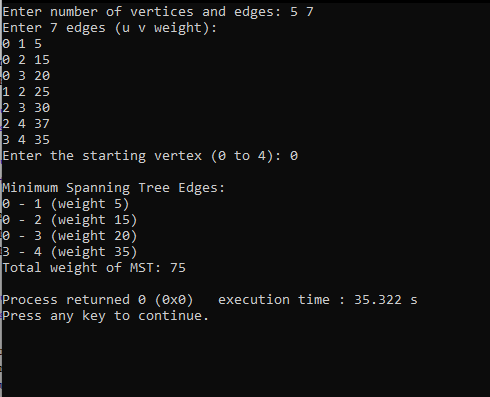 Enter number of vertices and edges: 5 7
Enter 7 edges (u v weight):
0 1 5
0 2 15
0 3 20
1 2 25
2 3 30
2 4 37
3 4 35
Enter the starting vertex (0 to 4): 0
Minimum Spanning Tree Edges:
0 - 1 (weight 5)
0 - 2 (weight 15)
0 - 3 (weight 20)
3 - 4 (weight 35)
Total weight of MST: 75
Process returned 0 (0x0)   execution time : 35.322 s
Press any key to continue.